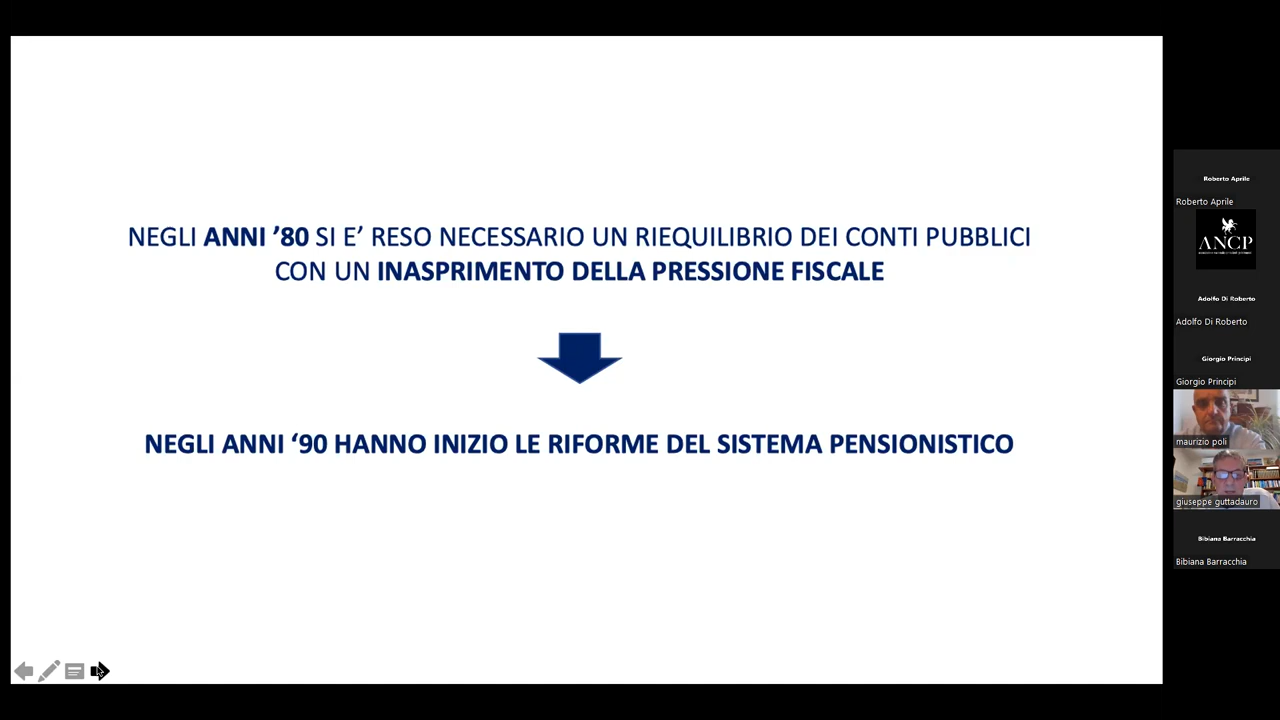 NEGLI ANNI ’80 SI E’ RESO NECESSARIO UN RIEQUILIBRIO DEI CONTI PUBBLICI
CON UN INASPRIMENTO DELLA PRESSIONE FISCALE
NEGLI ANNI ‘90 HANNO INIZIO LE RIFORME DEL SISTEMA PENSIONISTICO
Roberto Aprile
Roberto Aprile
ANCP
Adolfo Di Roberto
Adolfo Di Roberto
Giorgio Principi
Giorgio Principi
maurizio poli
giuseppe guttadauro
Bibiana Barracchia
Bibiana Barracchia